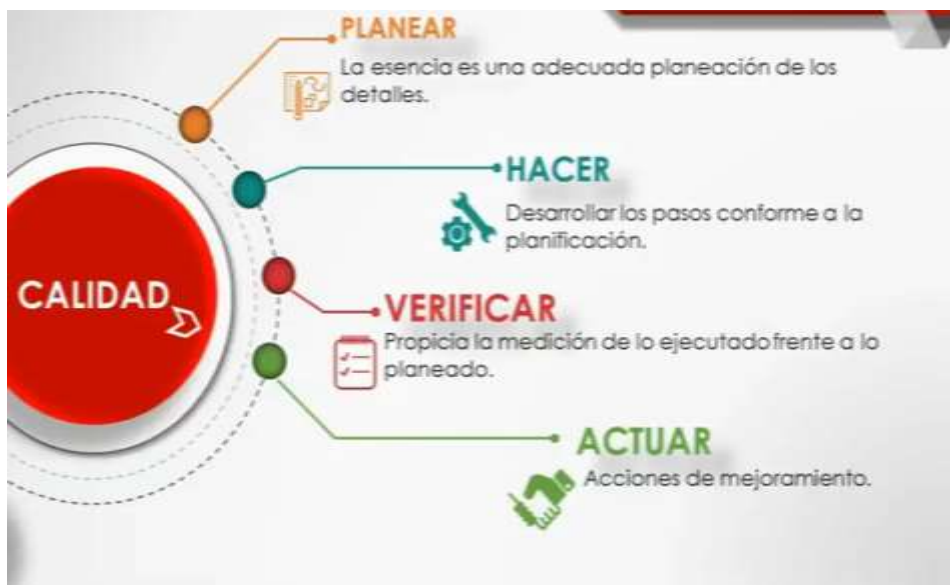 PLANEAR
La esencia es una adecuada planeación de los
detalles.
HACER
Desarrollar los pasos conforme a la
planificación.
CALIDAD
VERIFICAR
Propicia la medición de lo ejecutado frente a lo
planeado.
ACTUAR
Acciones de mejoramiento.